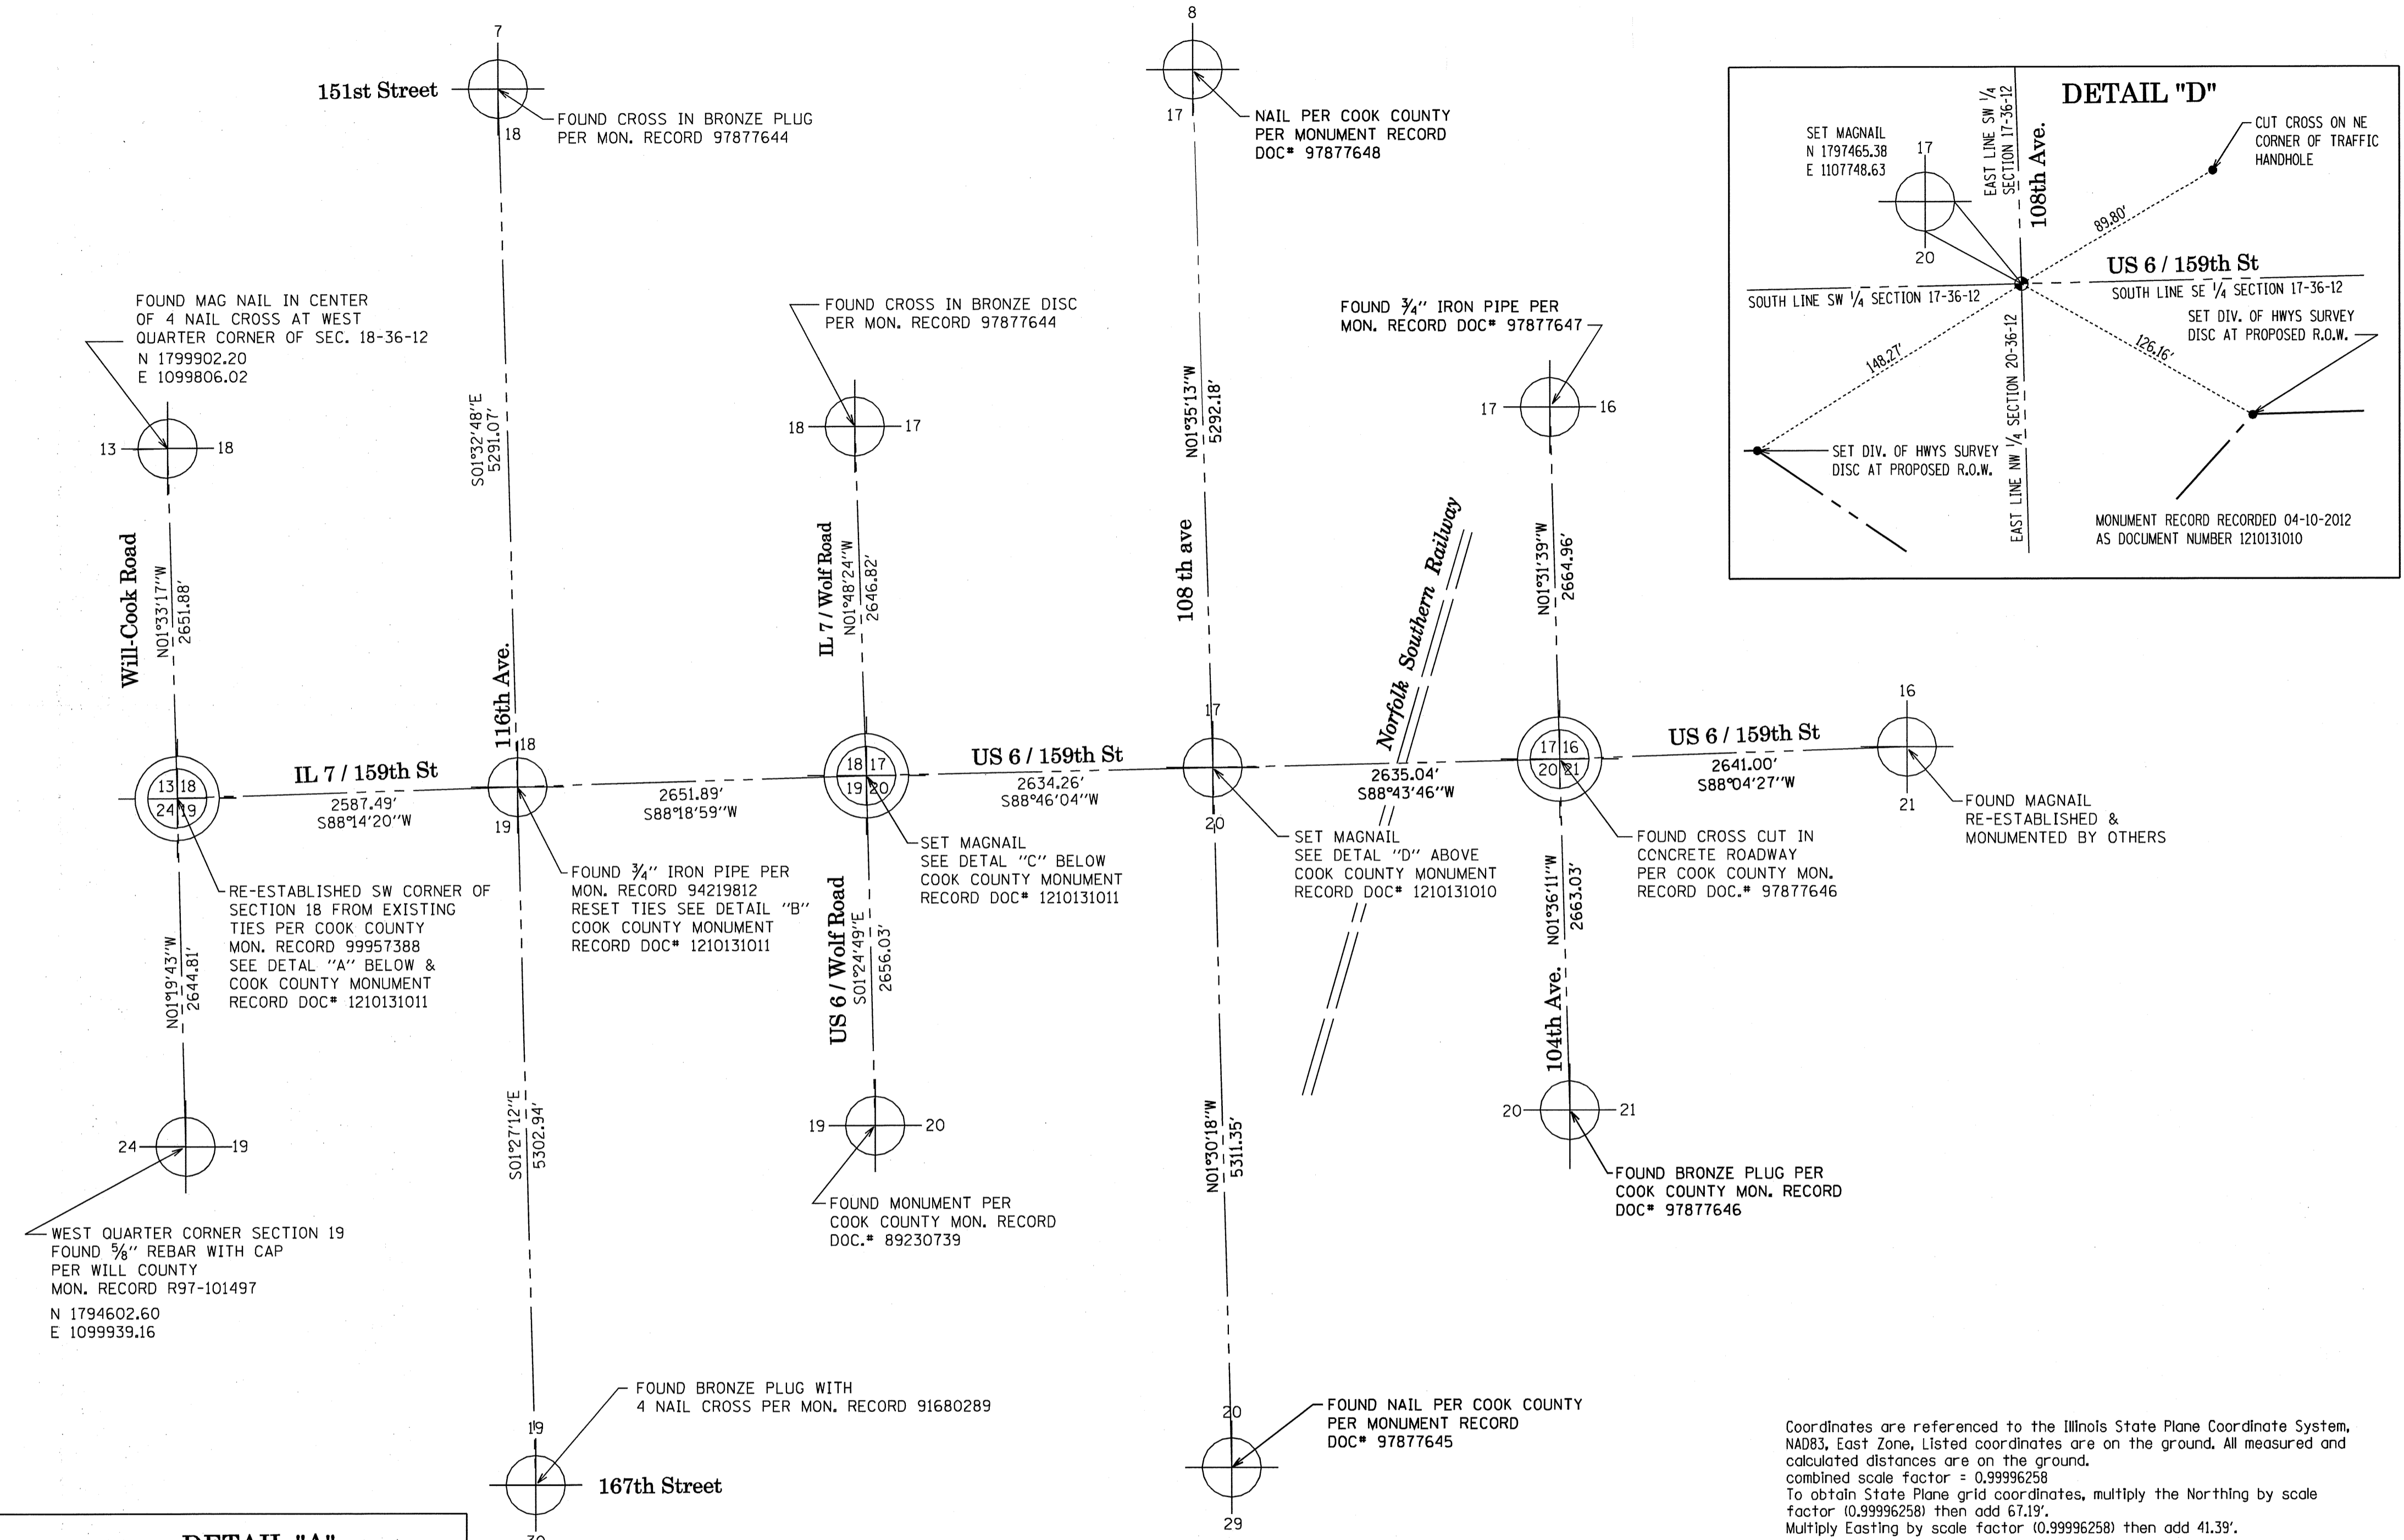 7
151st Street
FOUND CROSS IN BRONZE PLUG
PER MON. RECORD 97877644
18
8
17
NAIL PER COOK COUNTY
PER MONUMENT RECORD
DOC# 97877648
DETAIL "D"
SET MAGNAIL
N 1797465.38
E 1107748.63
17
20
EAST LINE SW 1/4
SECTION 17-36-12
108th Ave.
CUT CROSS ON NE
CORNER OF TRAFFIC
HANDHOLE
89.80'
US 6 / 159th St
SOUTH LINE SW 1/4 SECTION 17-36-12
SOUTH LINE SE 1/4 SECTION 17-36-12
SET DIV. OF HWYS SURVEY
DISC AT PROPOSED R.O.W.
148.27'
126.16'
EAST LINE NW 1/4 SECTION 20-36-12
SET DIV. OF HWYS SURVEY
DISC AT PROPOSED R.O.W.
MONUMENT RECORD RECORDED 04-10-2012
AS DOCUMENT NUMBER 1210131010
FOUND MAG NAIL IN CENTER
OF 4 NAIL CROSS AT WEST
QUARTER CORNER OF SEC. 18-36-12
N 1799902.20
E 1099806.02
13
18
FOUND CROSS IN BRONZE DISC
PER MON. RECORD 97877644
18
17
FOUND 3/4" IRON PIPE PER
MON. RECORD DOC# 97877647
17
16
Will-Cook Road
N01°33'17"W
2651.88'
S01°32'48"E
5291.07'
116th Ave.
IL 7 / Wolf Road
N01°48'24"W
2646.82'
108 th ave
N01°35'13"W
5292.18'
Norfolk Southern Railway
N01°31'39"W
2664.96'
13 18
24 19
IL 7 / 159th St
2587.49'
S88°14'20"W
18
19
2651.89'
S88°18'59"W
18 17
19 20
US 6 / 159th St
2634.26'
S88°46'04"W
17
20
2635.04'
S88°43'46"W
17 16
20 21
US 6 / 159th St
2641.00'
S88°04'27"W
16
21
FOUND MAGNAIL
RE-ESTABLISHED &
MONUMENTED BY OTHERS
RE-ESTABLISHED SW CORNER OF
SECTION 18 FROM EXISTING
TIES PER COOK COUNTY
MON. RECORD 99957388
SEE DETAL "A" BELOW &
COOK COUNTY MONUMENT
RECORD DOC# 1210131011
FOUND 3/4" IRON PIPE PER
MON. RECORD 94219812
RESET TIES SEE DETAIL "B"
COOK COUNTY MONUMENT
RECORD DOC# 1210131011
SET MAGNAIL
SEE DETAL "C" BELOW
COOK COUNTY MONUMENT
RECORD DOC# 1210131011
SET MAGNAIL
SEE DETAL "D" ABOVE
COOK COUNTY MONUMENT
RECORD DOC# 1210131010
FOUND CROSS CUT IN
CONCRETE ROADWAY
PER COOK COUNTY MON.
RECORD DOC.# 97877646
N01°19'43"W
2644.81'
S01°27'12"E
5302.94'
US 6 / Wolf Road
S01°24'49"E
2656.03'
N01°30'18"W
5311.35'
104th Ave.
N01°36'11"W
2663.03'
24
19
WEST QUARTER CORNER SECTION 19
FOUND 5/8" REBAR WITH CAP
PER WILL COUNTY
MON. RECORD R97-101497
N 1794602.60
E 1099939.16
19
20
FOUND MONUMENT PER
COOK COUNTY MON. RECORD
DOC.# 89230739
20
21
FOUND BRONZE PLUG PER
COOK COUNTY MON. RECORD
DOC# 97877646
FOUND BRONZE PLUG WITH
4 NAIL CROSS PER MON. RECORD 91680289
19
167th Street
30
20
29
FOUND NAIL PER COOK COUNTY
PER MONUMENT RECORD
DOC# 97877645
Coordinates are referenced to the Illinois State Plane Coordinate System,
NAD83, East Zone, Listed coordinates are on the ground. All measured and
calculated distances are on the ground.
combined scale factor = 0.99996258
To obtain State Plane grid coordinates, multiply the Northing by scale
factor (0.99996258) then add 67.19'.
Multiply Easting by scale factor (0.99996258) then add 41.39'.
DETAIL "A"